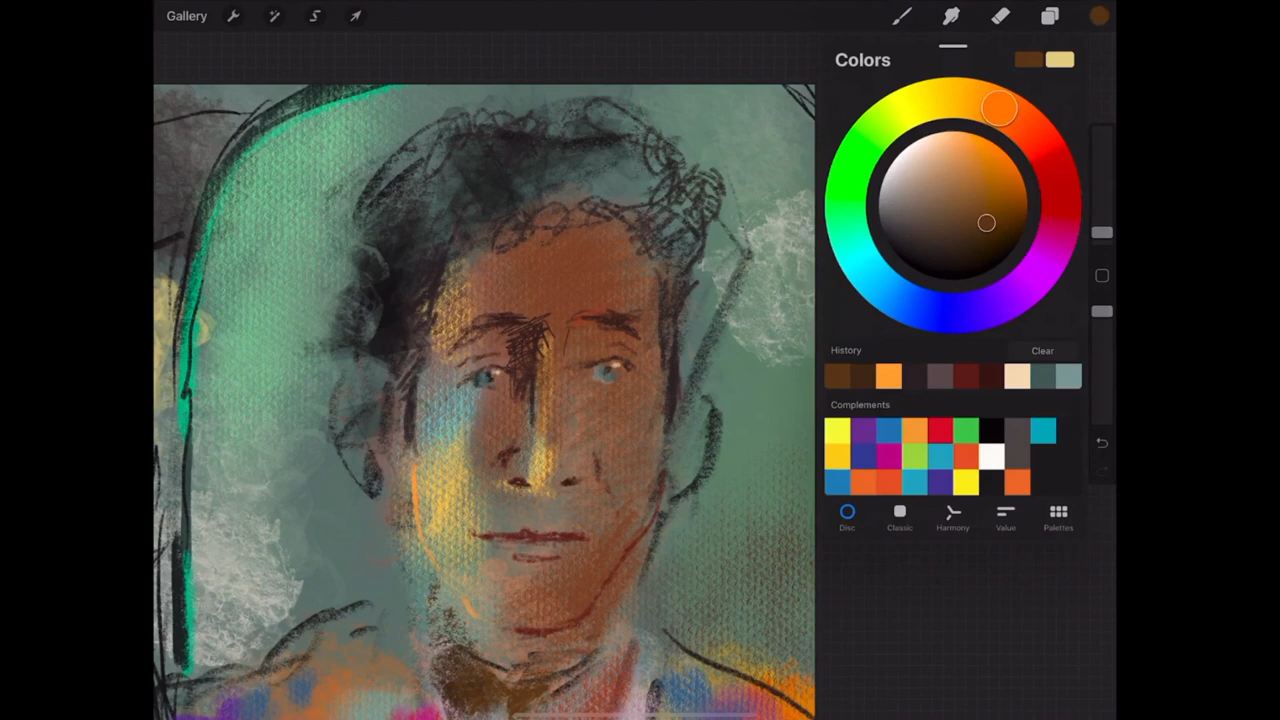 Gallery
Colors
History Clear
Complements
Disc Classic Harmony Value Palettes